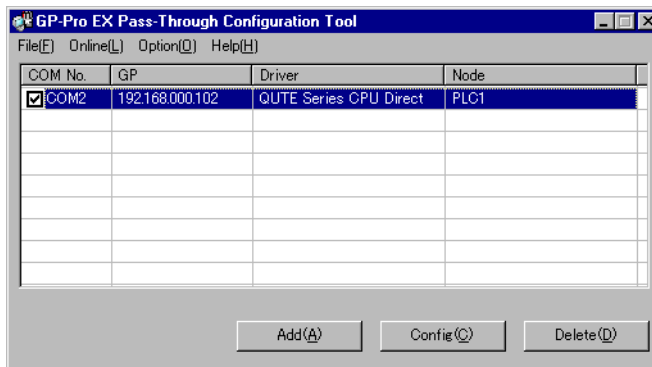 GP-Pro EX Pass-Through Configuration Tool
File(F) Online(L) Option(O) Help(H)
COM No. GP Driver Node
COM2 192.168.000.102 QUTE Series CPU Direct PLC1
Add(A) Config(C) Delete(D)